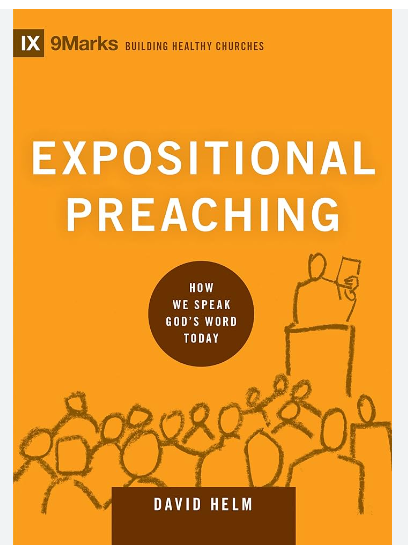 IX 9Marks BUILDING HEALTHY CHURCHES
EXPOSITIONAL
PREACHING
HOW
WE SPEAK
GOD'S WORD
TODAY
DAVID HELM